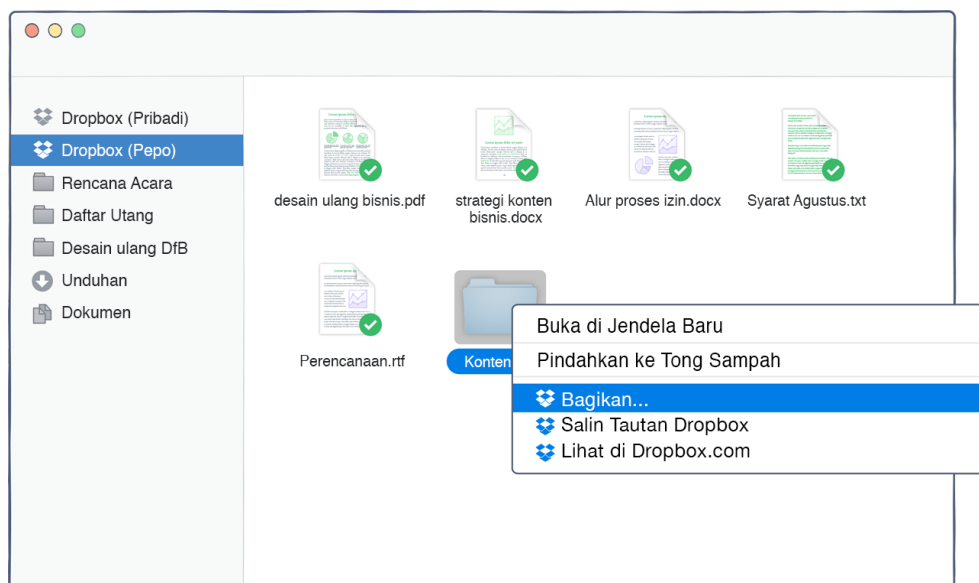 Dropbox (Pribadi)
Dropbox (Pepo)
Rencana Acara
Daftar Utang
Desain ulang DfB
Unduhan
Dokumen
desain ulang bisnis.pdf
strategi konten
bisnis.docx
Alur proses izin.docx
Syarat Agustus.txt
Perencanaan.rtf
Konten
Buka di Jendela Baru
Pindahkan ke Tong Sampah
Bagikan...
Salin Tautan Dropbox
Lihat di Dropbox.com